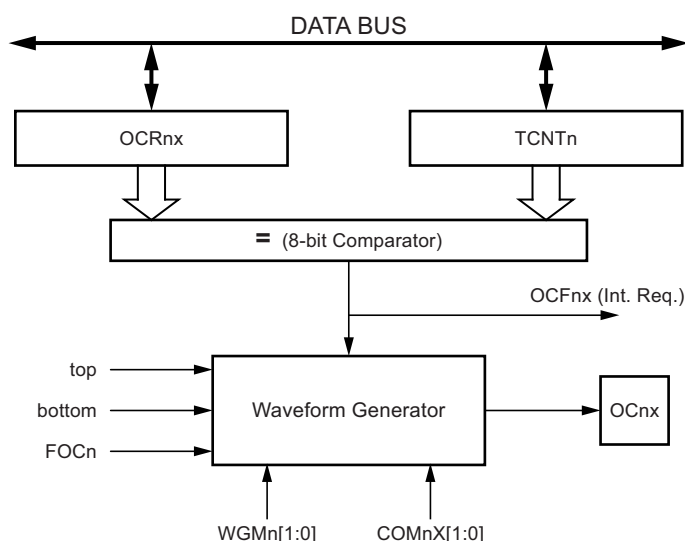 DATA BUS
OCRnx
TCNTn
= (8-bit Comparator)
OCFnx (Int. Req.)
top
bottom
FOCn
Waveform Generator
OCnx
WGMn[1:0]
COMnX[1:0]